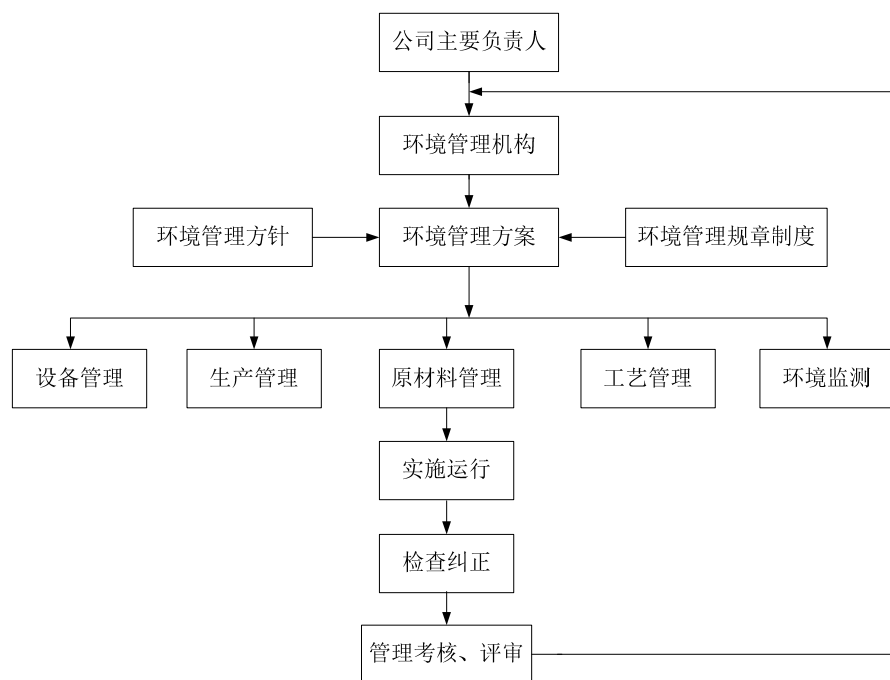 公司主要负责人
环境管理机构
环境管理方针
环境管理方案
环境管理规章制度
设备管理
生产管理
原材料管理
工艺管理
环境监测
实施运行
检查纠正
管理考核、评审